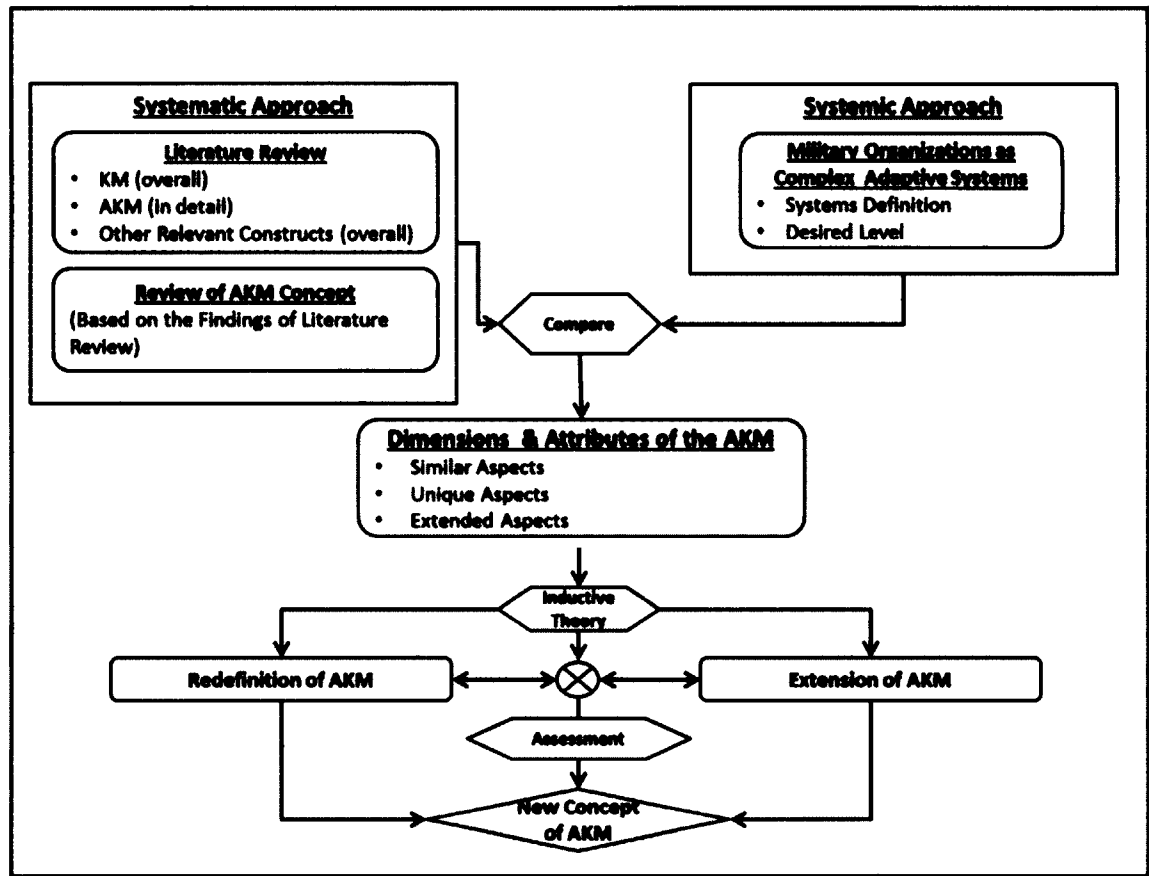 Systematic Approach
Literature Review
• KM (overall)
• AKM (in detail)
• Other Relevant Constructs (overall)
Review of AKM Concept
(Based on the Findings of Literature
Review)
Systemic Approach
Military Organizations as
Complex Adaptive Systems
• Systems Definition
• Desired Level
Compare
Dimensions & Attributes of the AKM
• Similar Aspects
• Unique Aspects
• Extended Aspects
Inductive
Theory
Redefinition of AKM
Extension of AKM
Assessment
New Concept
of AKM